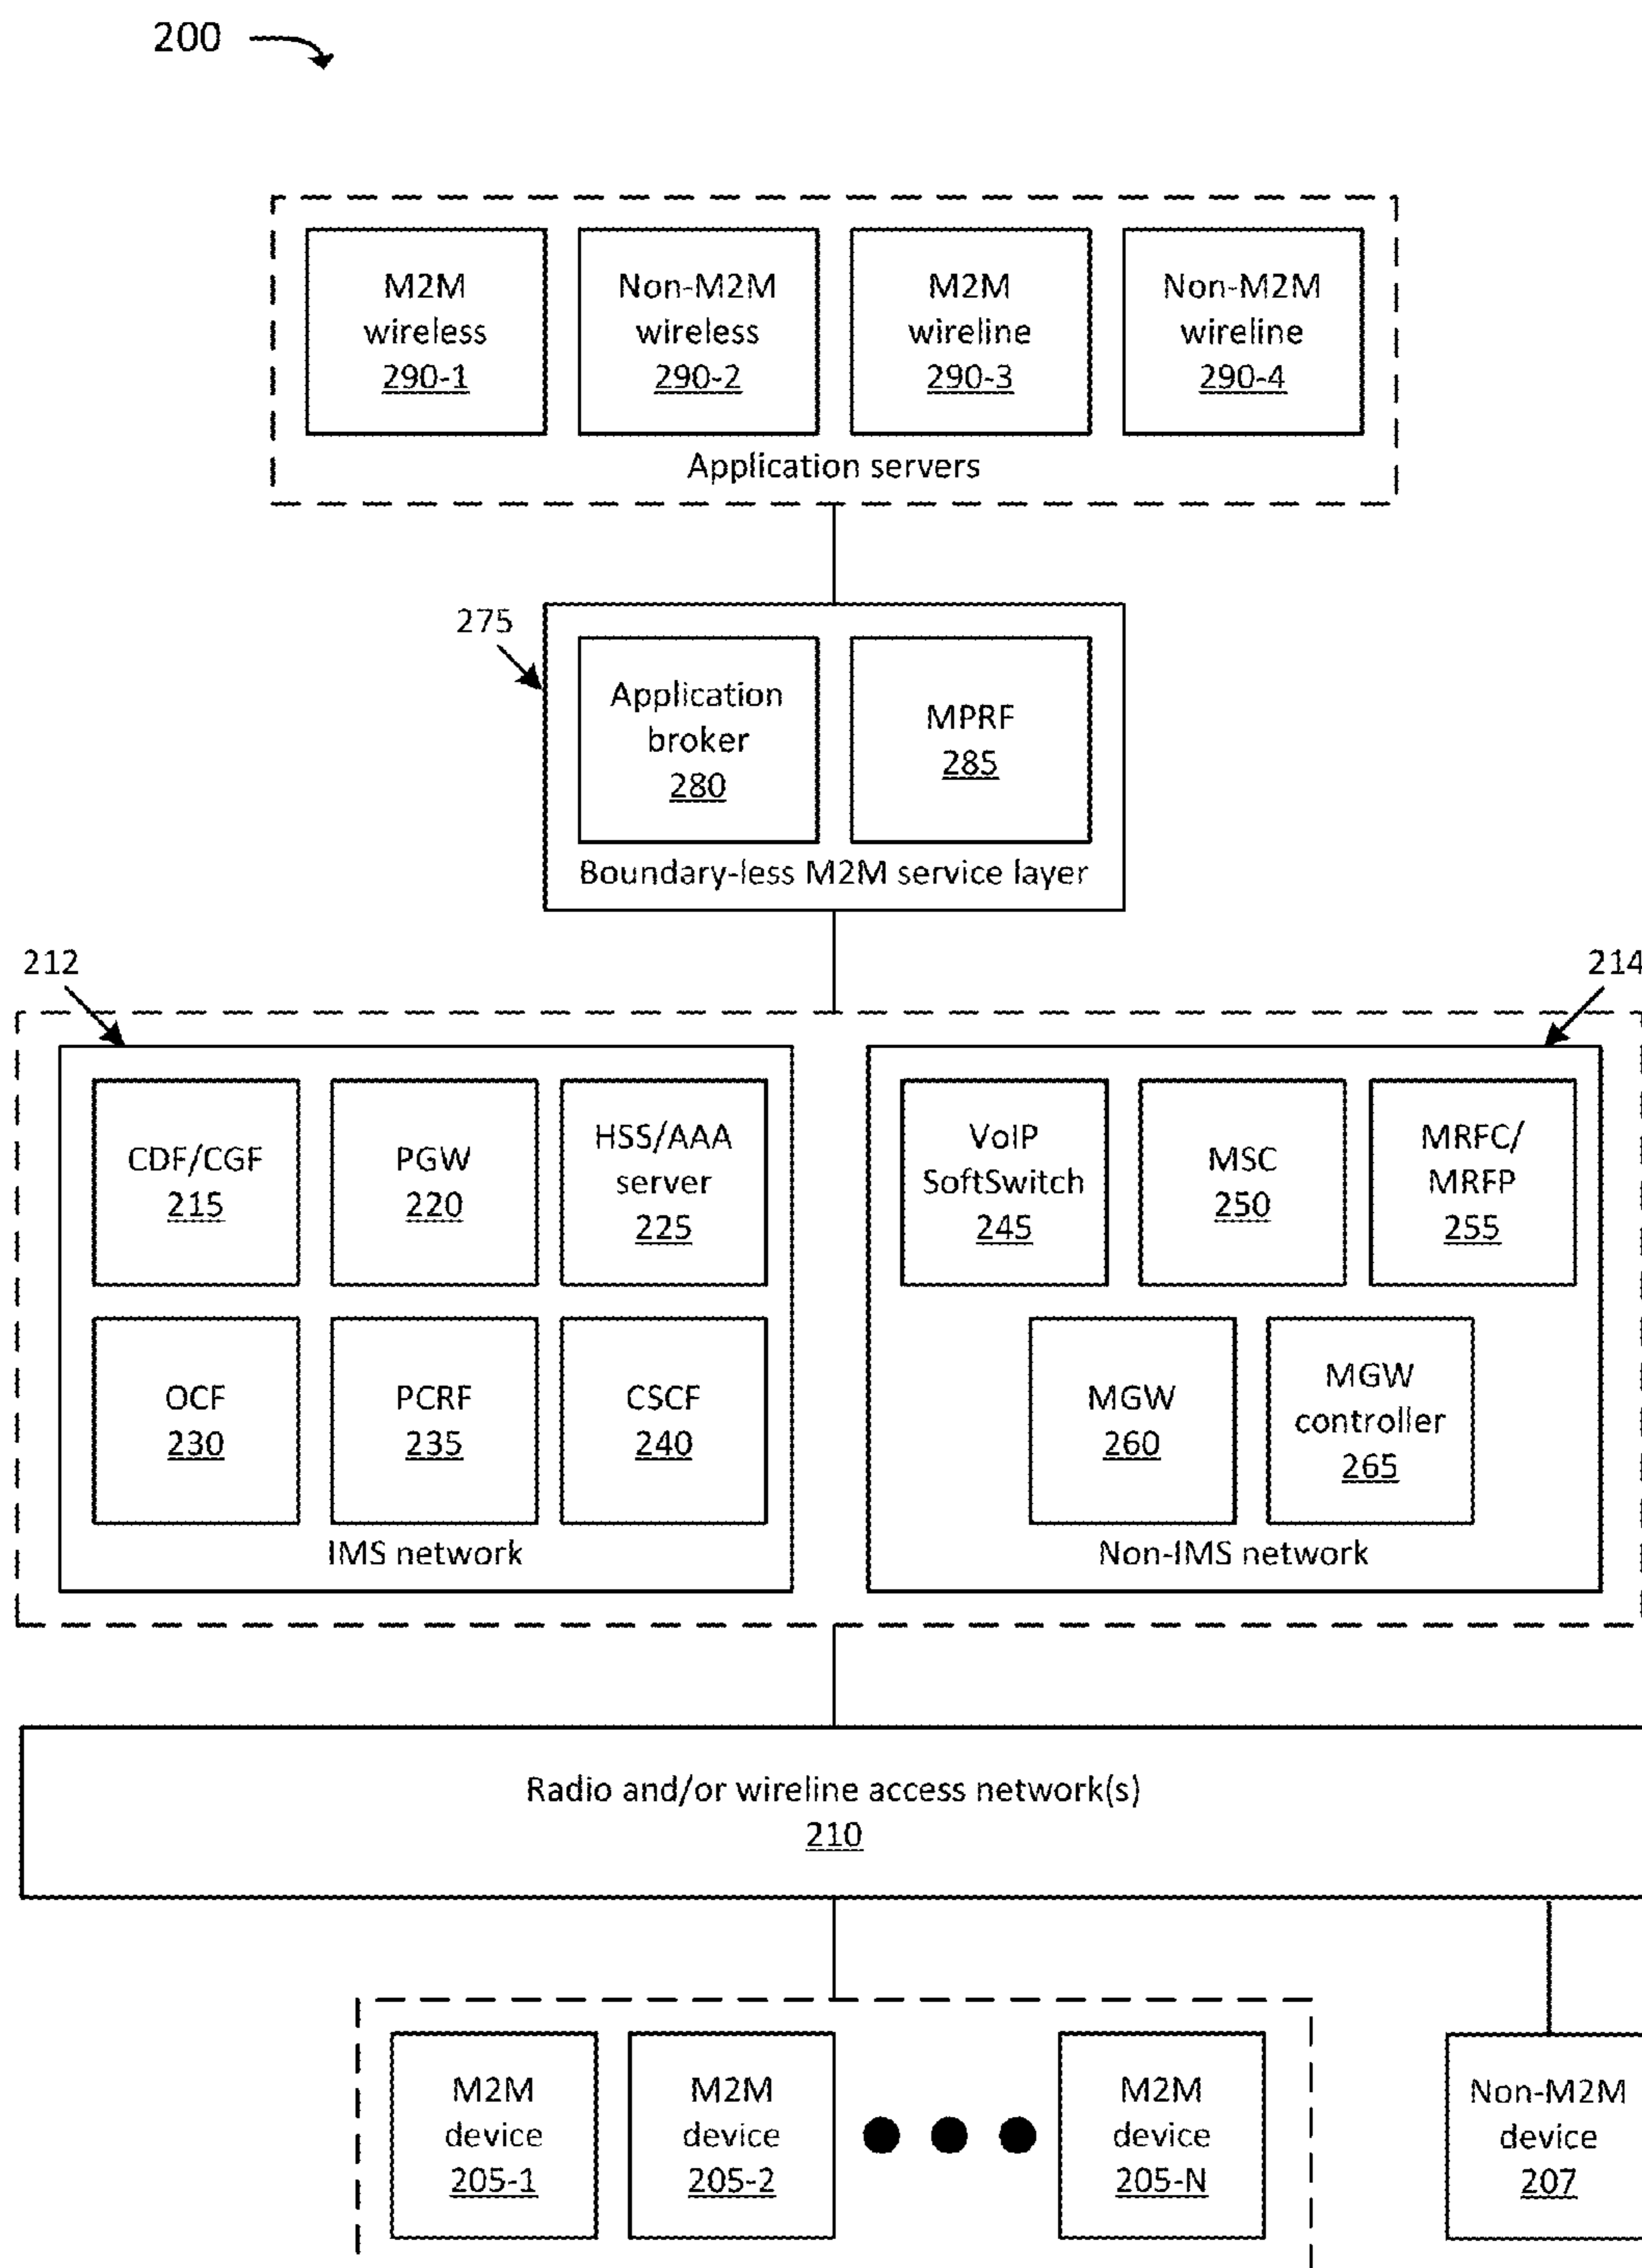 200
M2M
wireless
290-1
Non-M2M
wireless
290-2
M2M
wireline
290-3
Non-M2M
wireline
290-4
Application servers
275
Application
broker
280
MPRF
285
Boundary-less M2M service layer
212
214
CDF/CGF
215
PGW
220
HSS/AAA
server
225
OCF
230
PCRF
235
CSCF
240
IMS network
VoIP
SoftSwitch
245
MSC
250
MRFC/
MRFP
255
MGW
260
MGW
controller
265
Non-IMS network
Radio and/or wireline access network(s)
210
M2M
device
205-1
M2M
device
205-2
M2M
device
205-N
Non-M2M
device
207